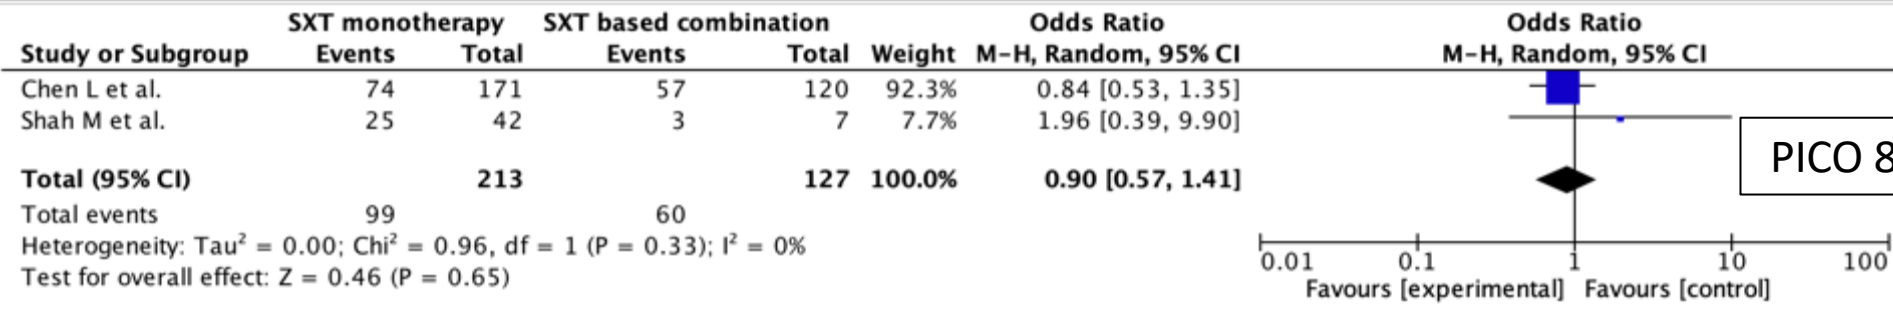 SXT monotherapy SXT based combination Odds Ratio Odds Ratio
Study or Subgroup Events Total Events Total Weight M-H, Random, 95% CI M-H, Random, 95% CI
Chen L et al. 74 171 57 120 92.3% 0.84 [0.53, 1.35]
Shah M et al. 25 42 3 7 7.7% 1.96 [0.39, 9.90]
PICO 8
Total (95% CI) 213 127 100.0% 0.90 [0.57, 1.41]
Total events 99 60
Heterogeneity: Tau² = 0.00; Chi² = 0.96, df = 1 (P = 0.33); I² = 0%
Test for overall effect: Z = 0.46 (P = 0.65)
0.01 0.1 1 10 100
Favours [experimental] Favours [control]